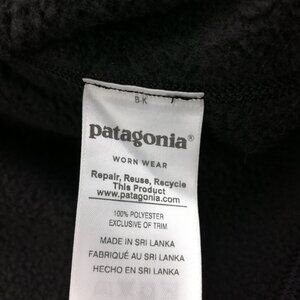 B-K
patagonia®
WORN WEAR
Repair, Reuse, Recycle
This Product
www.patagonia.com
100% POLYESTER
EXCLUSIVE OF TRIM
MADE IN SRI LANKA
FABRIQUÉ AU SRI LANKA
HECHO EN SRI LANKA